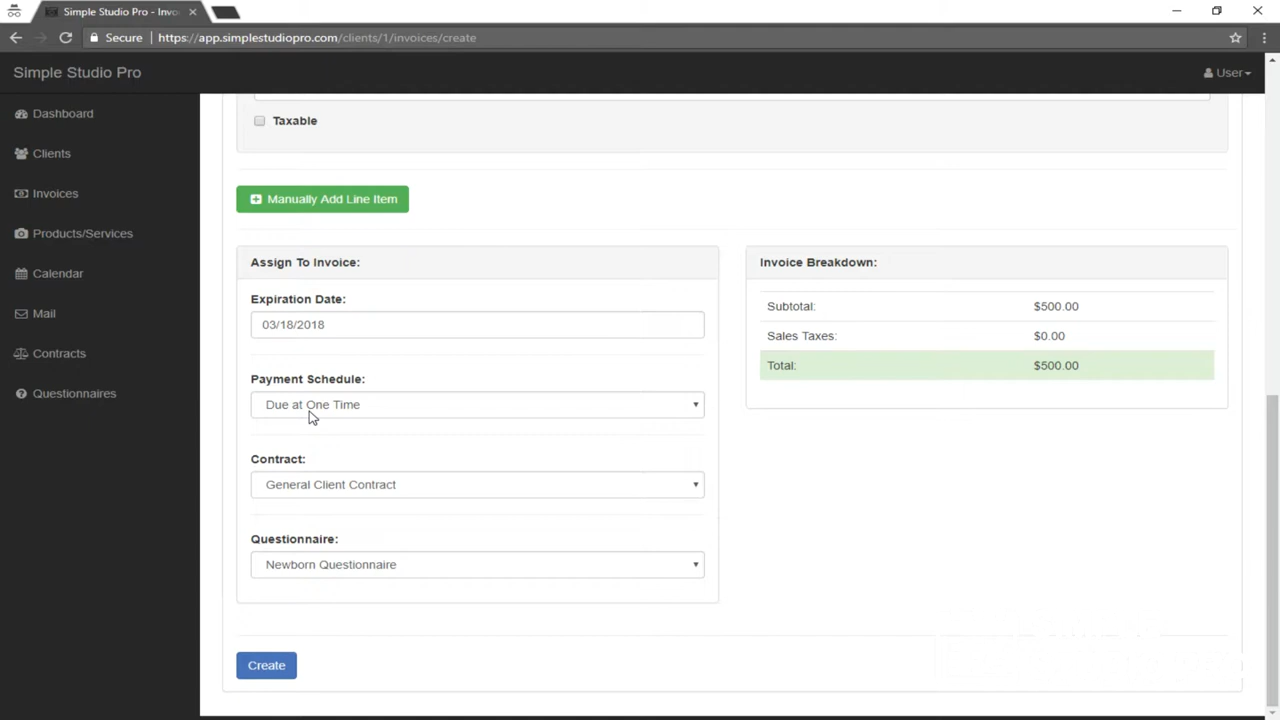 Simple Studio Pro - Invo
Secure https://app.simplestudiopro.com/clients/1/invoices/create
Simple Studio Pro
User
Dashboard
Clients
Invoices
Products/Services
Calendar
Mail
Contracts
Questionnaires
Taxable
Manually Add Line Item
Assign To Invoice:
Expiration Date:
03/18/2018
Payment Schedule:
Due at One Time
Contract:
General Client Contract
Questionnaire:
Newborn Questionnaire
Invoice Breakdown:
Subtotal: $500.00
Sales Taxes: $0.00
Total: $500.00
Create